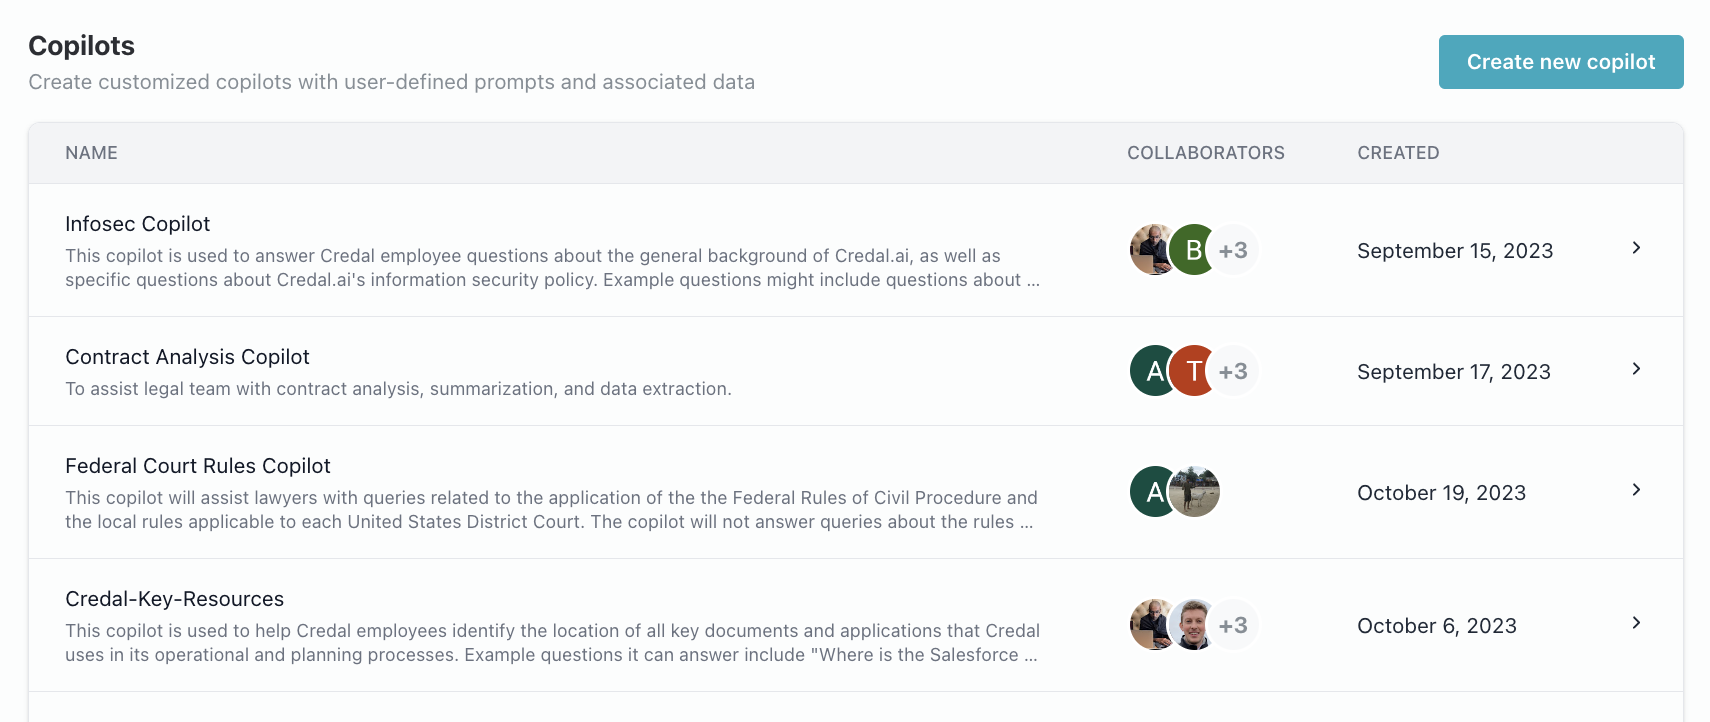 Copilots
Create customized copilots with user-defined prompts and associated data
Create new copilot
NAME
COLLABORATORS
CREATED
Infosec Copilot
This copilot is used to answer Credal employee questions about the general background of Credal.ai, as well as
specific questions about Credal.ai's information security policy. Example questions might include questions about ...
B
+3
September 15, 2023
Contract Analysis Copilot
To assist legal team with contract analysis, summarization, and data extraction.
A
T
+3
September 17, 2023
Federal Court Rules Copilot
This copilot will assist lawyers with queries related to the application of the the Federal Rules of Civil Procedure and
the local rules applicable to each United States District Court. The copilot will not answer queries about the rules ...
A
October 19, 2023
Credal-Key-Resources
This copilot is used to help Credal employees identify the location of all key documents and applications that Credal
uses in its operational and planning processes. Example questions it can answer include "Where is the Salesforce ...
+3
October 6, 2023